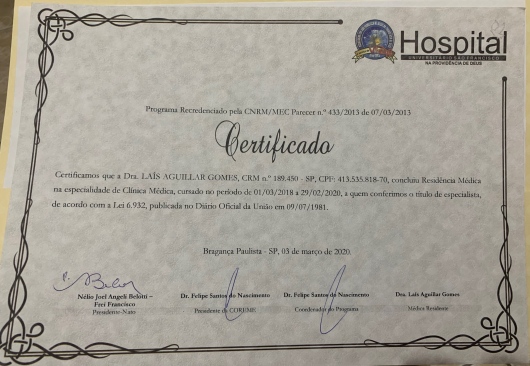 Hospital
UNIVERSITÁRIO SÃO FRANCISCO
NA PROVIDÊNCIA DE DEUS
Programa Recredenciado pela CNRM/MEC Parecer n.º 433/2013 de 07/03/2013
Certificado
Certificamos que a Dra. LAÍS AGUILLAR GOMES, CRM n.º 189.450 - SP, CPF: 413.535.818-70, concluiu Residência Médica
na especialidade de Clínica Médica, cursado no período de 01/03/2018 a 29/02/2020, a quem conferimos o título de especialista,
de acordo com a Lei 6.932, publicada no Diário Oficial da União em 09/07/1981.
Bragança Paulista - SP, 03 de março de 2020.
Nélio Joel Angeli Belotti – Dr. Felipe Santos do Nascimento Dr. Felipe Santos do Nascimento Dra. Laís Aguillar Gomes
Frei Francisco
Presidente-Nato Presidente da COREME Coordenador do Programa Médica Residente